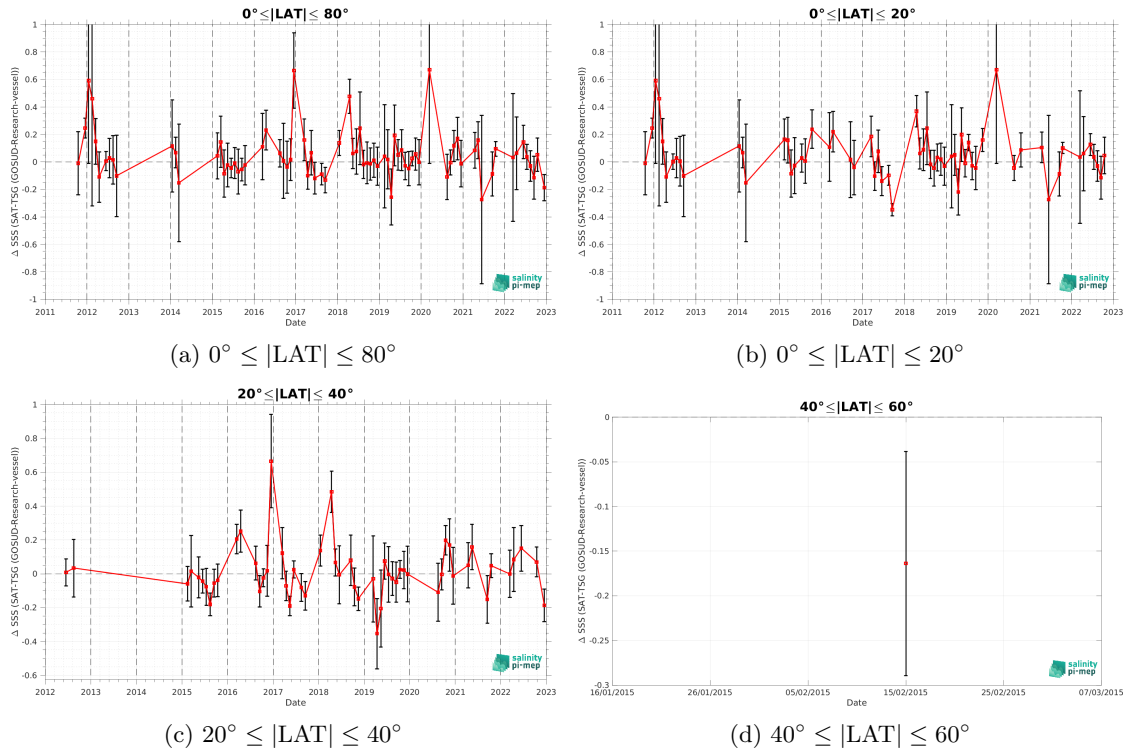 0°≤|LAT|≤ 80°
Δ SSS (SAT-TSG (GOSUD-Research-vessel))
1
0.8
0.6
0.4
0.2
0
-0.2
-0.4
-0.6
-0.8
-1
2011 2012 2013 2014 2015 2016 2017 2018 2019 2020 2021 2022 2023
Date
salinity
pi-mep
(a) 0° ≤ |LAT| ≤ 80°
0°≤|LAT|≤ 20°
Δ SSS (SAT-TSG (GOSUD-Research-vessel))
1
0.8
0.6
0.4
0.2
0
-0.2
-0.4
-0.6
-0.8
-1
2011 2012 2013 2014 2015 2016 2017 2018 2019 2020 2021 2022 2023
Date
salinity
pi-mep
(b) 0° ≤ |LAT| ≤ 20°
20°≤|LAT|≤ 40°
Δ SSS (SAT-TSG (GOSUD-Research-vessel))
1
0.8
0.6
0.4
0.2
0
-0.2
-0.4
-0.6
2012 2013 2014 2015 2016 2017 2018 2019 2020 2021 2022 2023
Date
salinity
pi-mep
(c) 20° ≤ |LAT| ≤ 40°
40°≤|LAT|≤ 60°
Δ SSS (SAT-TSG (GOSUD-Research-vessel))
0
-0.05
-0.1
-0.15
-0.2
-0.25
-0.3
16/01/2015 26/01/2015 05/02/2015 15/02/2015 25/02/2015 07/03/2015
Date
salinity
pi-mep
(d) 40° ≤ |LAT| ≤ 60°